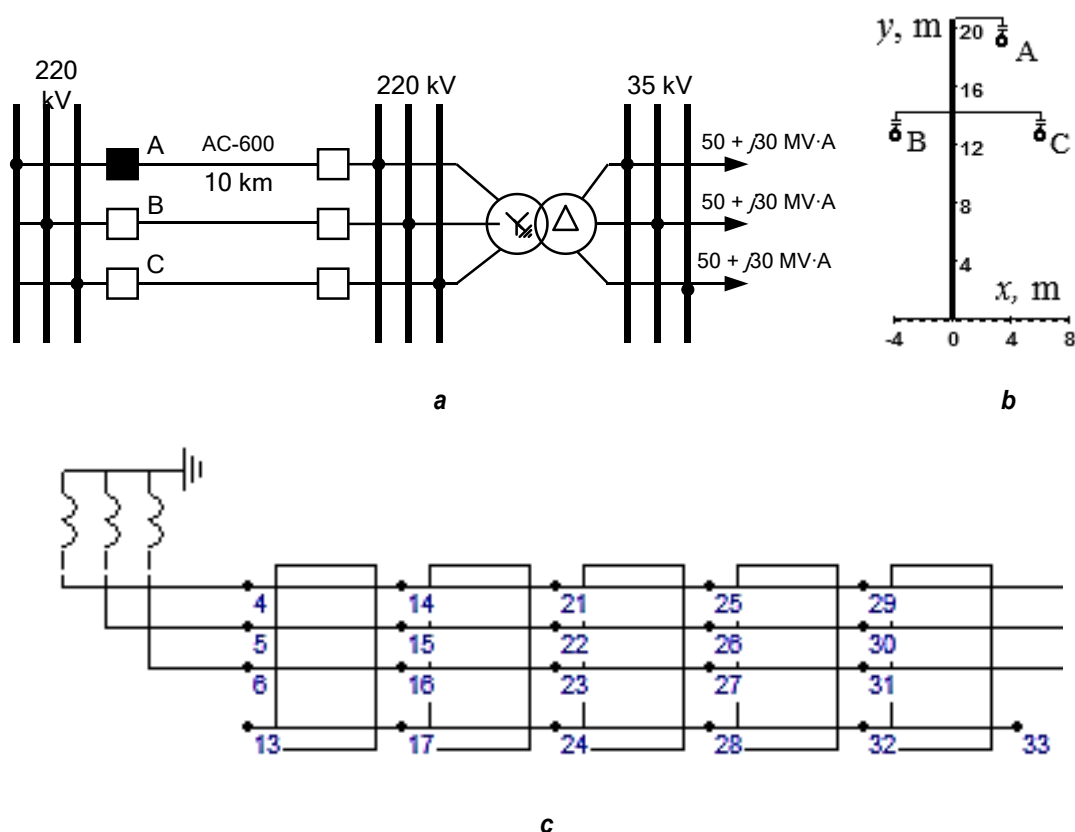 220 kV
220 kV
35 kV
A
AC-600
10 km
B
C
50 + j30 MV·A
50 + j30 MV·A
50 + j30 MV·A
a
y, m
20
16
12
8
4
A
B
C
x, m
-4 0 4 8
b
4 14 21 25 29
5 15 22 26 30
6 16 23 27 31
13 17 24 28 32 33
c